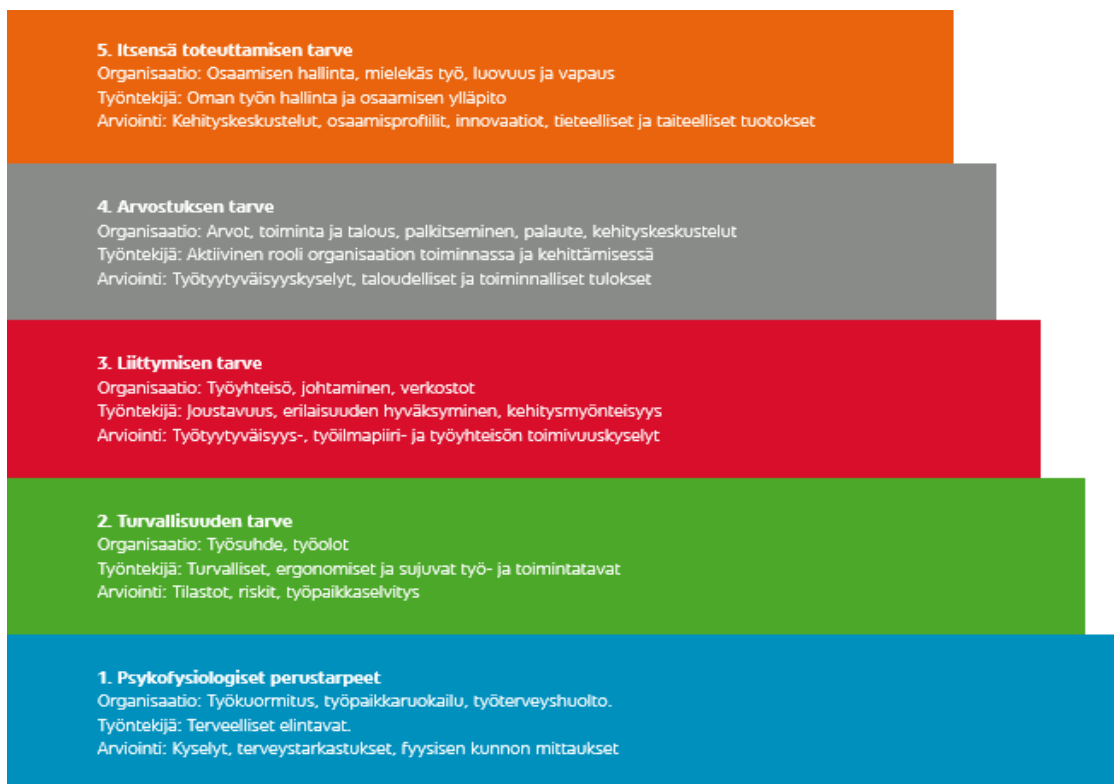 5. Itsensä toteuttamisen tarve
Organisaatio: Osaamisen hallinta, mielekäs työ, luovuus ja vapaus
Työntekijä: Oman työn hallinta ja osaamisen ylläpito
Arviointi: Kehityskeskustelut, osaamisprofiilit, innovaatiot, tieteelliset ja taiteelliset tuotokset
4. Arvostuksen tarve
Organisaatio: Arvot, toiminta ja talous, palkitseminen, palaute, kehityskeskustelut
Työntekijä: Aktiivinen rooli organisaation toiminnassa ja kehittämisessä
Arviointi: Työtyytyväisyyskyselyt, taloudelliset ja toiminnalliset tulokset
3. Liittymisen tarve
Organisaatio: Työyhteisö, johtaminen, verkostot
Työntekijä: Joustavuus, erilaisuuden hyväksyminen, kehitysmyönteisyys
Arviointi: Työtyytyväisyys-, työilmapiiri- ja työyhteisön toimivuuskyselyt
2. Turvallisuuden tarve
Organisaatio: Työsuhde, työolot
Työntekijä: Turvalliset, ergonomiset ja sujuvat työ- ja toimintatavat
Arviointi: Tilastot, riskit, työpaikkaselvitys
1. Psykofysiologiset perustarpeet
Organisaatio: Työkuormitus, työpaikkaruokailu, työterveyshuolto.
Työntekijä: Terveelliset elintavat.
Arviointi: Kyselyt, terveystarkastukset, fyysisen kunnon mittaukset